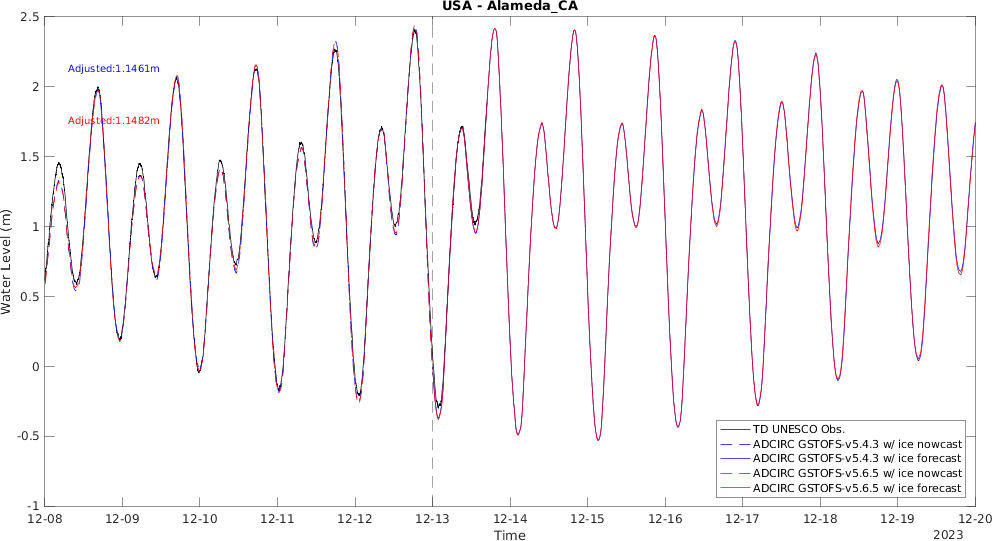 USA - Alameda_CA
2.5
2
1.5
1
0.5
0
-0.5
-1
Water Level (m)
Adjusted:1.1461m
Adjusted:1.1482m
TD UNESCO Obs.
ADCIRC GSTOFS-v5.4.3 w/ ice nowcast
ADCIRC GSTOFS-v5.4.3 w/ ice forecast
ADCIRC GSTOFS-v5.6.5 w/ ice nowcast
ADCIRC GSTOFS-v5.6.5 w/ ice forecast
12-08 12-09 12-10 12-11 12-12 12-13 12-14 12-15 12-16 12-17 12-18 12-19 12-20
Time
2023